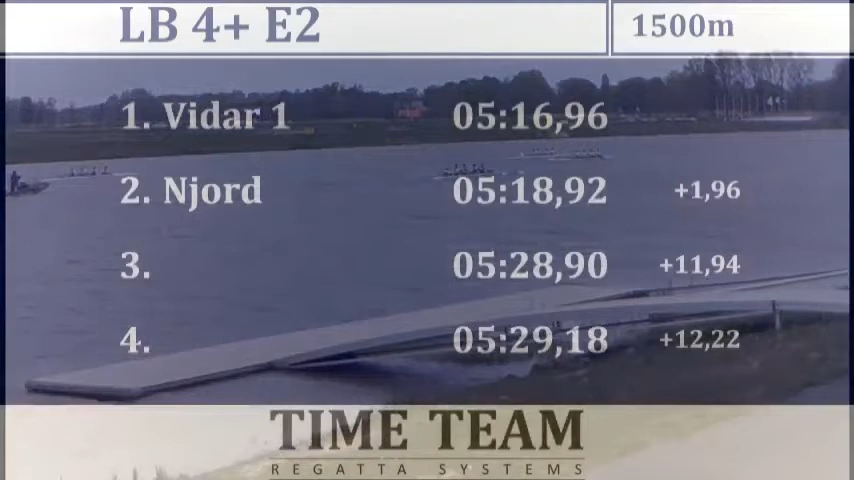 LB 4+ E2 1500m
1. Vidar 1 05:16,96
2. Njord 05:18,92 +1,96
3. 05:28,90 +11,94
4. 05:29,18 +12,22
TIME TEAM
REGATTA SYSTEMS